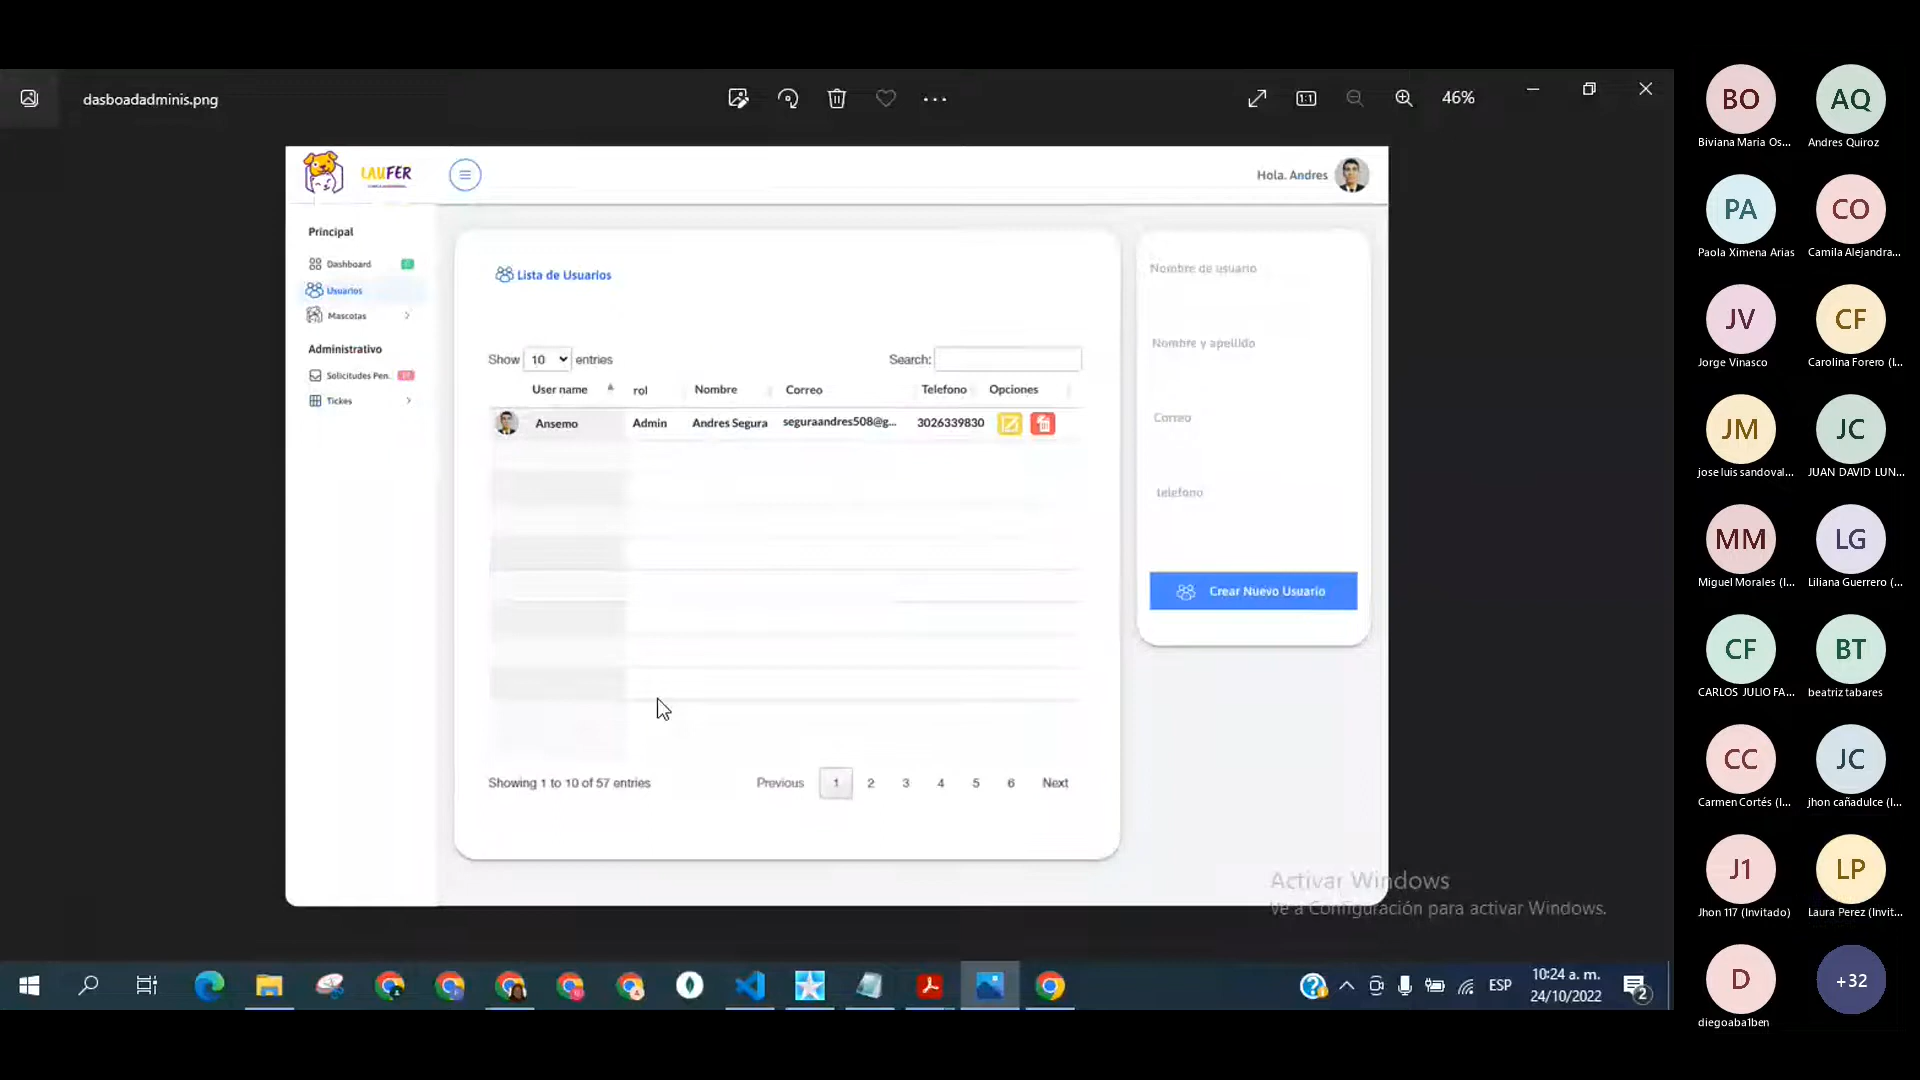 dasboadadminis.png
46%
LAUFER
Hola. Andres
Principal
Dashboard
Usuarios
Mascotas
Administrativo
Solicitudes Pen.
Tickes
Lista de Usuarios
Show 10 entries
Search:
User name rol Nombre Correo Telefono Opciones
Ansemo Admin Andres Segura seguraandres508@g... 3026339830
Showing 1 to 10 of 57 entries
Previous 1 2 3 4 5 6 Next
Nombre de usuario
Nombre y apellido
Correo
telefono
Crear Nuevo Usuario
Activar Windows
Ve a Configuración para activar Windows.
ESP
10:24 a. m.
24/10/2022
2
BO
Biviana Maria Os...
AQ
Andres Quiroz
PA
Paola Ximena Arias
CO
Camila Alejandra...
JV
Jorge Vinasco
CF
Carolina Forero (I...
JM
jose luis sandoval...
JC
JUAN DAVID LUN...
MM
Miguel Morales (I...
LG
Liliana Guerrero (...
CF
CARLOS JULIO FA...
BT
beatriz tabares
CC
Carmen Cortés (I...
JC
jhon cañadulce (I...
J1
Jhon 117 (Invitado)
LP
Laura Perez (Invit...
D
diegoaba1ben
+32